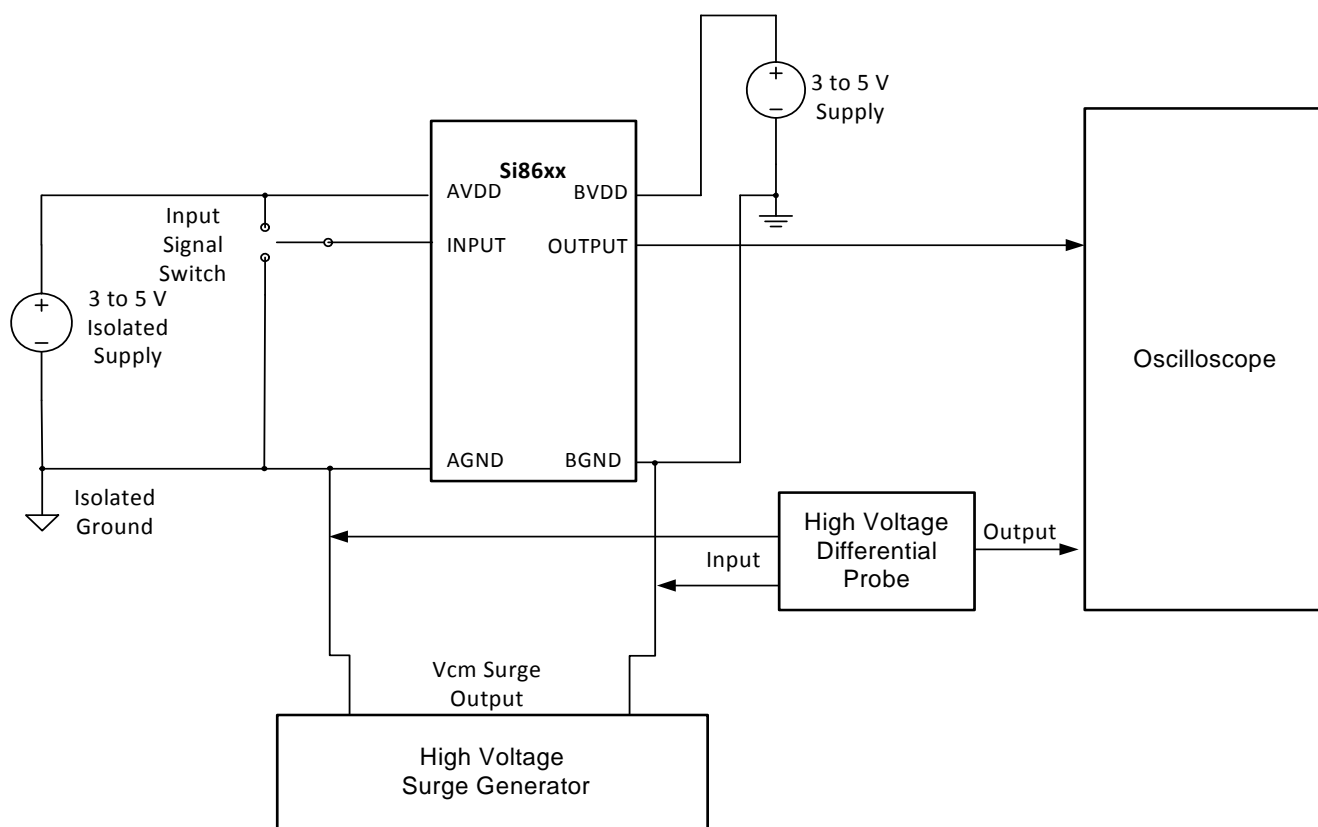 3 to 5 V
Supply
Si86xx
AVDD
BVDD
Input
Signal
Switch
INPUT
OUTPUT
3 to 5 V
Isolated
Supply
Oscilloscope
AGND
BGND
Isolated
Ground
High Voltage
Differential
Probe
Input
Output
Vcm Surge
Output
High Voltage
Surge Generator